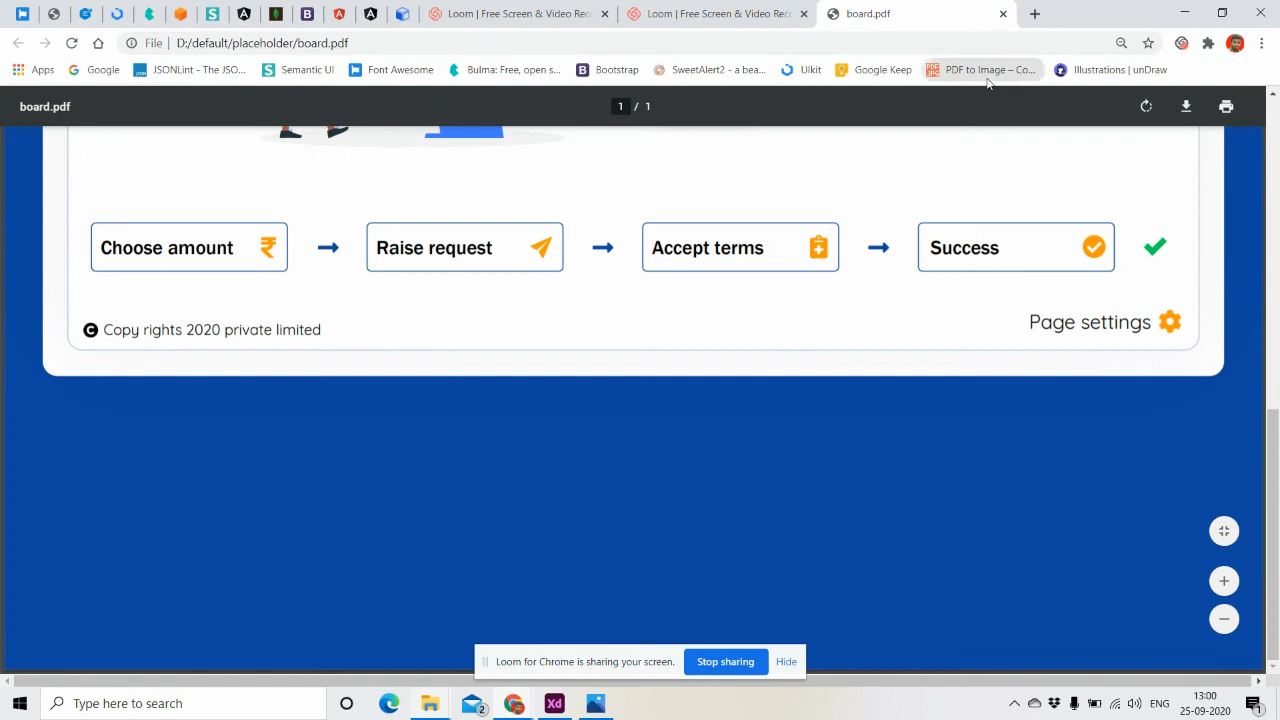 Loom | Free Screen & Video Reco
Loom | Free Screen & Video Reco
board.pdf
File D:/default/placeholder/board.pdf
Apps Google JSONLint - The JSO... Semantic UI Font Awesome Bulma: Free, open s... Bootstrap SweetAlert2 - a bea... UIkit Google Keep PDF to Image – Co... Illustrations | unDraw
board.pdf 1 / 1
Choose amount Raise request Accept terms Success
Copy rights 2020 private limited
Page settings
Loom for Chrome is sharing your screen. Stop sharing Hide
Type here to search
2
ENG
13:00
25-09-2020
1